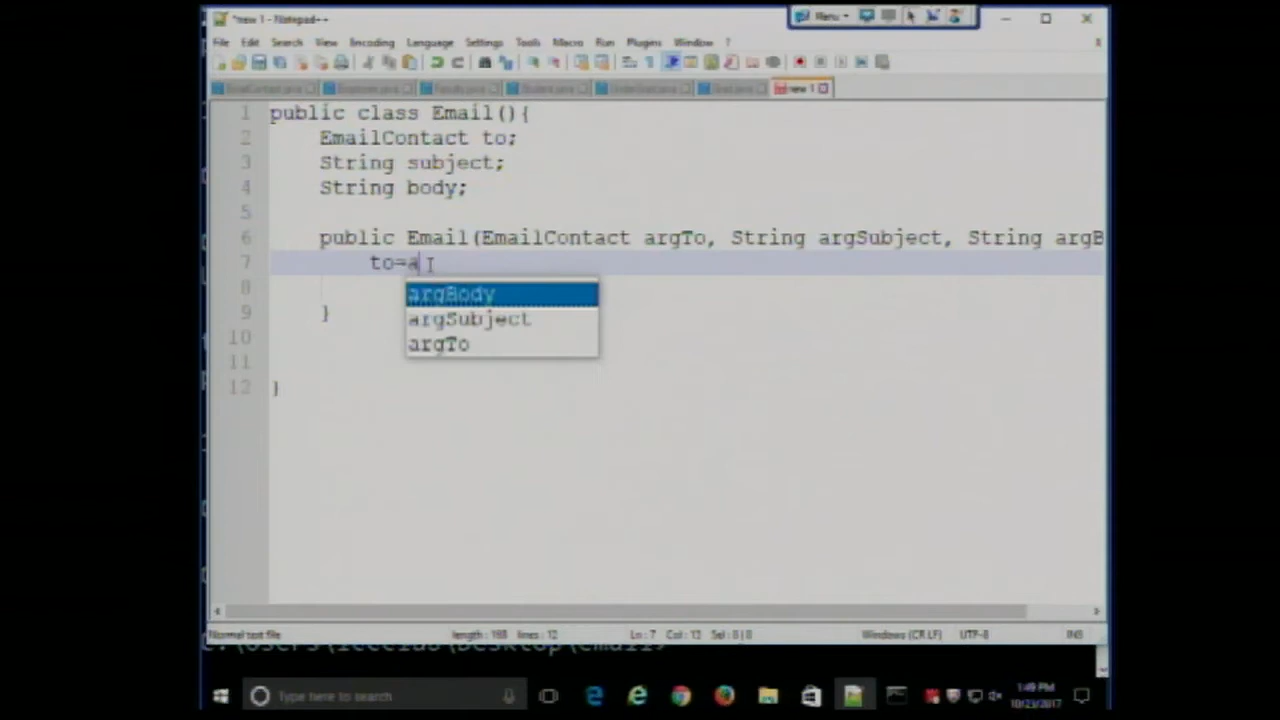 *new 1 - Notepad++
Menu
File Edit Search View Encoding Language Settings Tools Macro Run Plugins Window ?
new 1
1 public class Email(){
2 EmailContact to;
3 String subject;
4 String body;
5
6 public Email(EmailContact argTo, String argSubject, String argB
7 to=a
argBody
8
argSubject
9 }
argTo
10
11
12 }
Normal text file length : 168 lines : 12 Ln : 7 Col : 13 Sel : 0 | 0 Windows (CR LF) UTF-8 INS
Type here to search
1:49 PM
10/23/2017